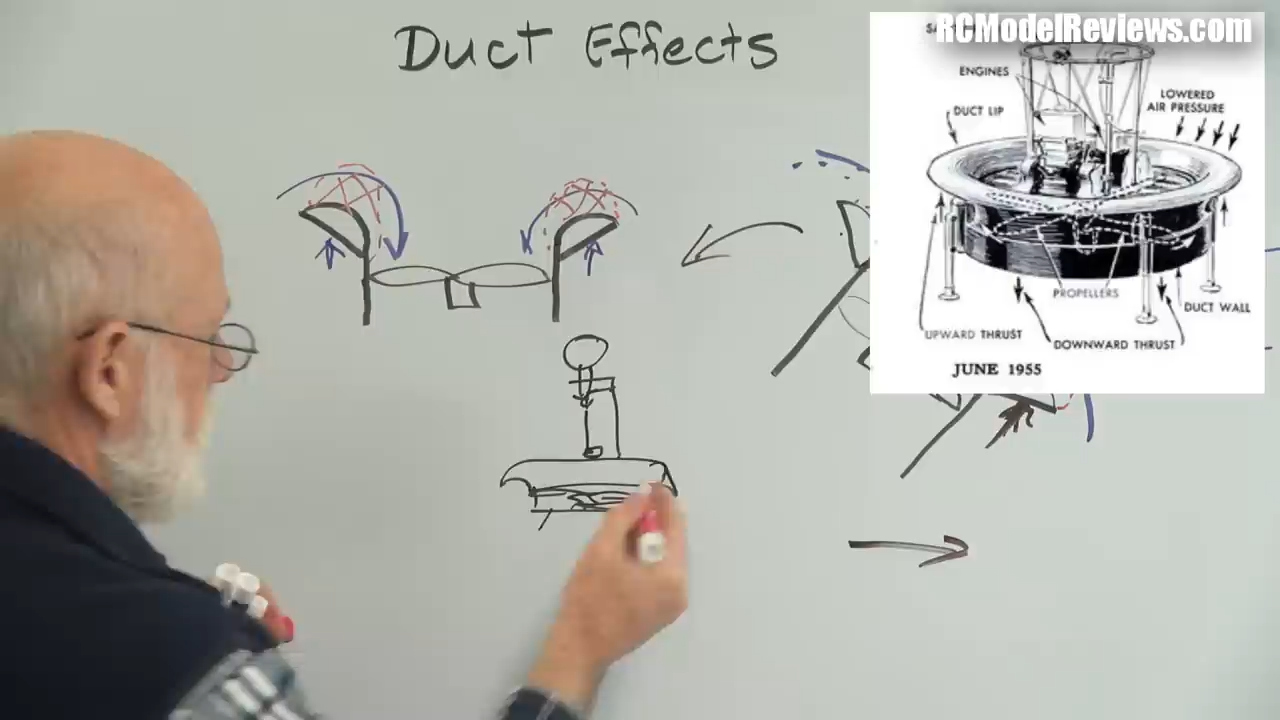 Duct Effects
RCModelReviews.com
ENGINES
DUCT LIP
LOWERED
AIR PRESSURE
PROPELLERS
DUCT WALL
UPWARD THRUST
DOWNWARD THRUST
JUNE 1955